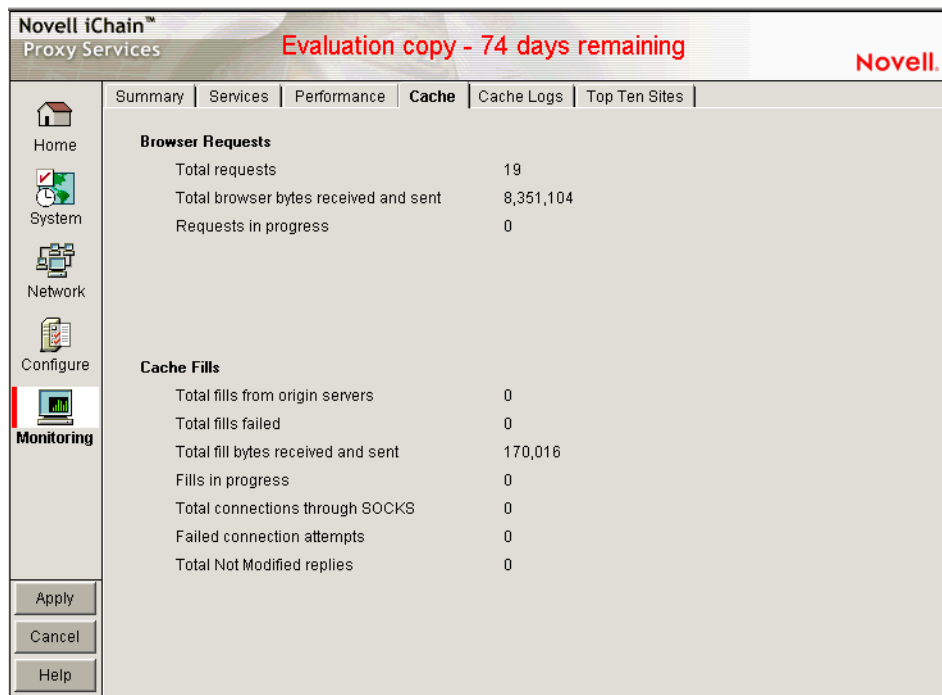 Novell iChain™
Proxy Services
Evaluation copy - 74 days remaining
Novell.
Summary
Services
Performance
Cache
Cache Logs
Top Ten Sites
Home
System
Network
Configure
Monitoring
Browser Requests
Total requests 19
Total browser bytes received and sent 8,351,104
Requests in progress 0
Cache Fills
Total fills from origin servers 0
Total fills failed 0
Total fill bytes received and sent 170,016
Fills in progress 0
Total connections through SOCKS 0
Failed connection attempts 0
Total Not Modified replies 0
Apply
Cancel
Help